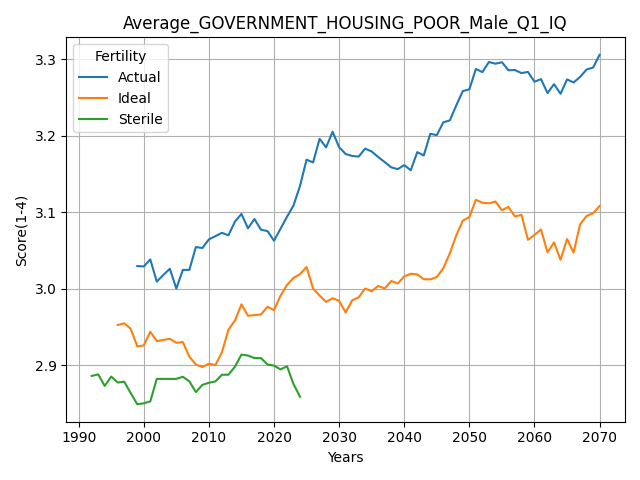 Average_GOVERNMENT_HOUSING_POOR_Male_Q1_IQ
Fertility
Actual
Ideal
Sterile
Score(1-4)
3.3
3.2
3.1
3.0
2.9
1990 2000 2010 2020 2030 2040 2050 2060 2070
Years